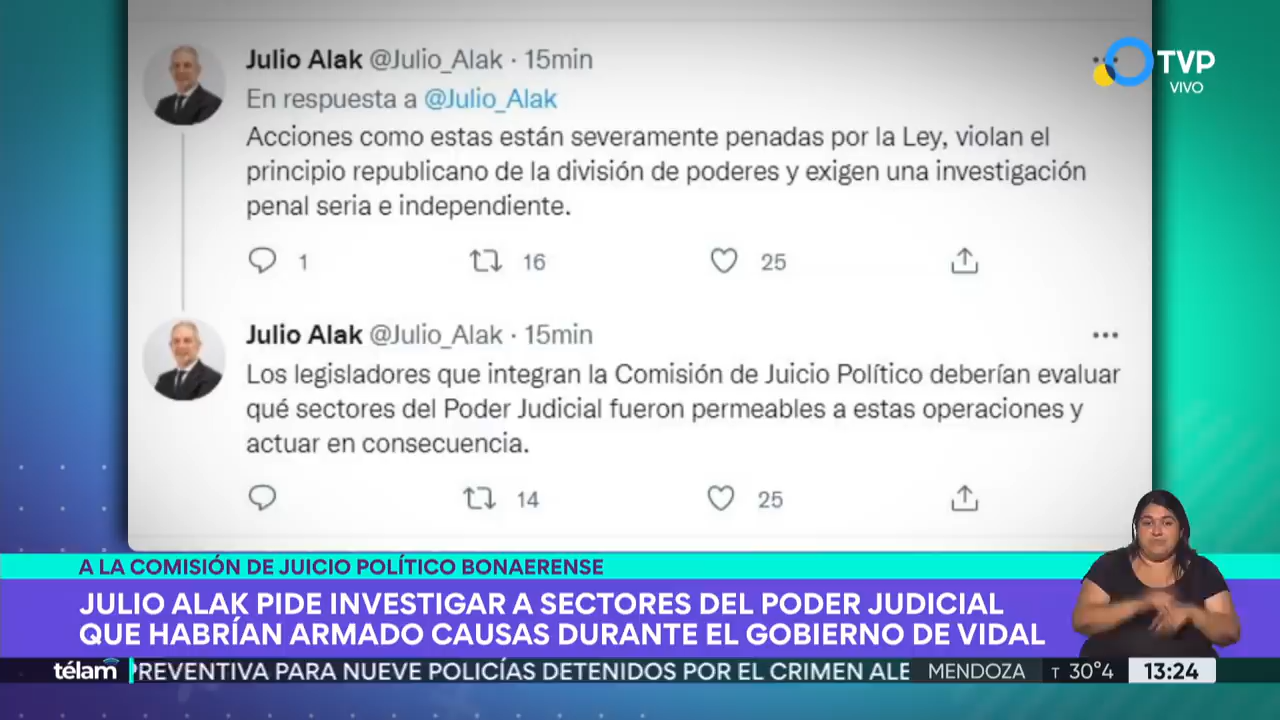 Julio Alak @Julio_Alak · 15min
En respuesta a @Julio_Alak
Acciones como estas están severamente penadas por la Ley, violan el
principio republicano de la división de poderes y exigen una investigación
penal seria e independiente.
1 16 25
Julio Alak @Julio_Alak · 15min
Los legisladores que integran la Comisión de Juicio Político deberían evaluar
qué sectores del Poder Judicial fueron permeables a estas operaciones y
actuar en consecuencia.
14 25
TVP
VIVO
A LA COMISIÓN DE JUICIO POLÍTICO BONAERENSE
JULIO ALAK PIDE INVESTIGAR A SECTORES DEL PODER JUDICIAL
QUE HABRÍAN ARMADO CAUSAS DURANTE EL GOBIERNO DE VIDAL
télam PREVENTIVA PARA NUEVE POLICÍAS DETENIDOS POR EL CRIMEN ALE MENDOZA T 30°4 13:24